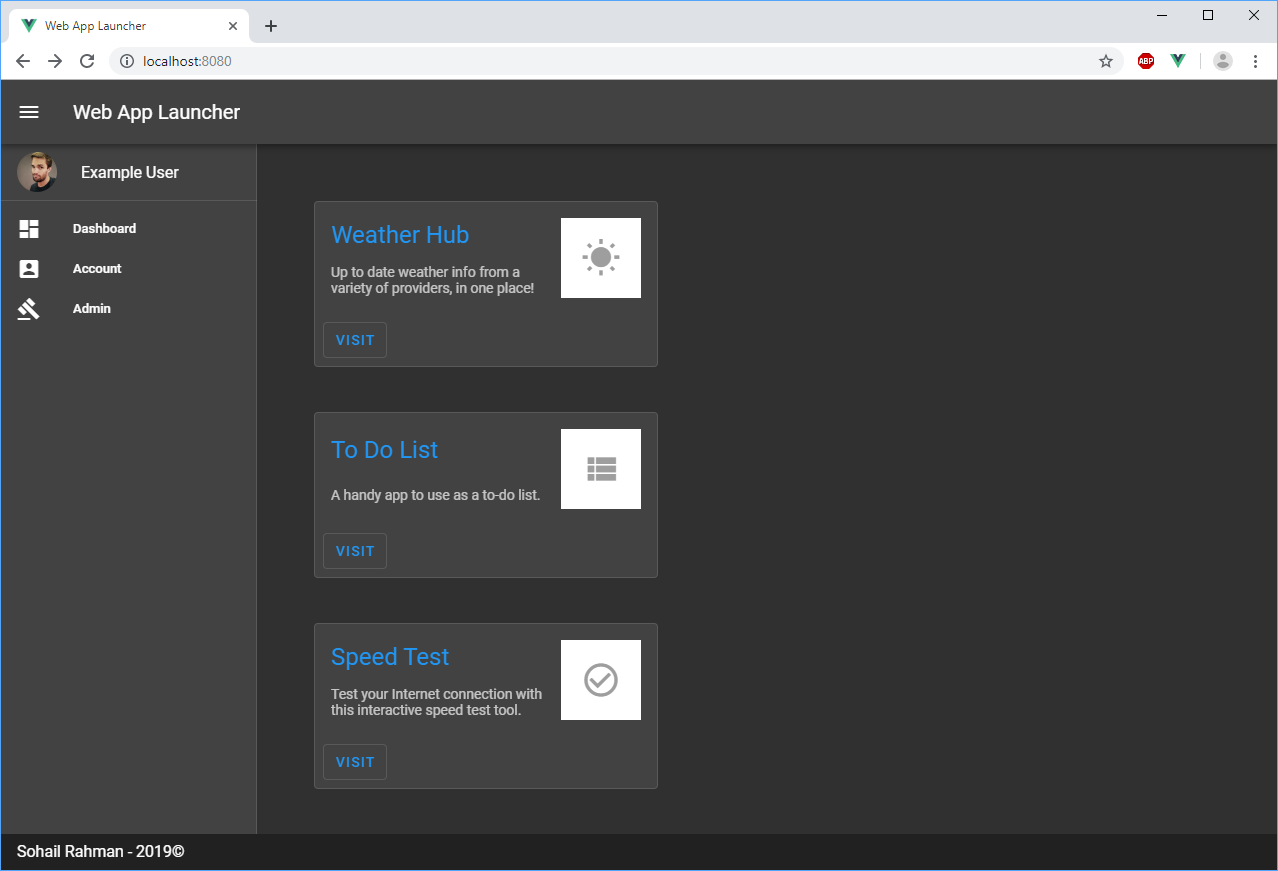 Web App Launcher
localhost:8080
ABP
Web App Launcher
Example User
Dashboard
Account
Admin
Weather Hub
Up to date weather info from a
variety of providers, in one place!
VISIT
To Do List
A handy app to use as a to-do list.
VISIT
Speed Test
Test your Internet connection with
this interactive speed test tool.
VISIT
Sohail Rahman - 2019©